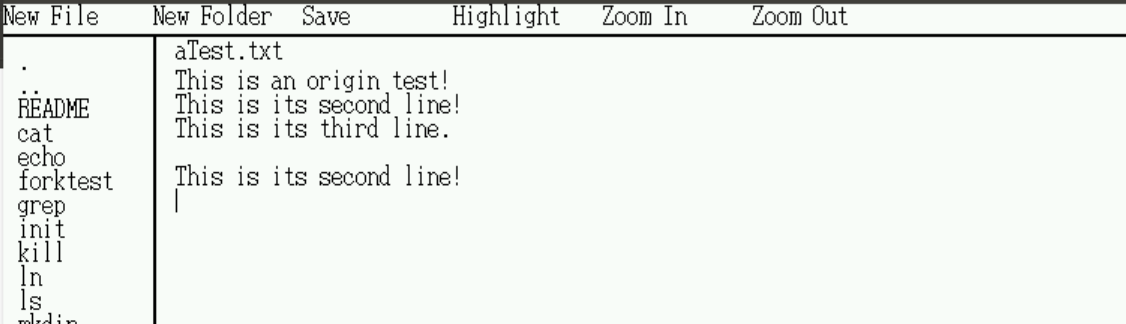 New File New Folder Save Highlight Zoom In Zoom Out
.
..
README
cat
echo
forktest
grep
init
kill
ln
ls
mkdir
aTest.txt
This is an origin test!
This is its second line!
This is its third line.
This is its second line!